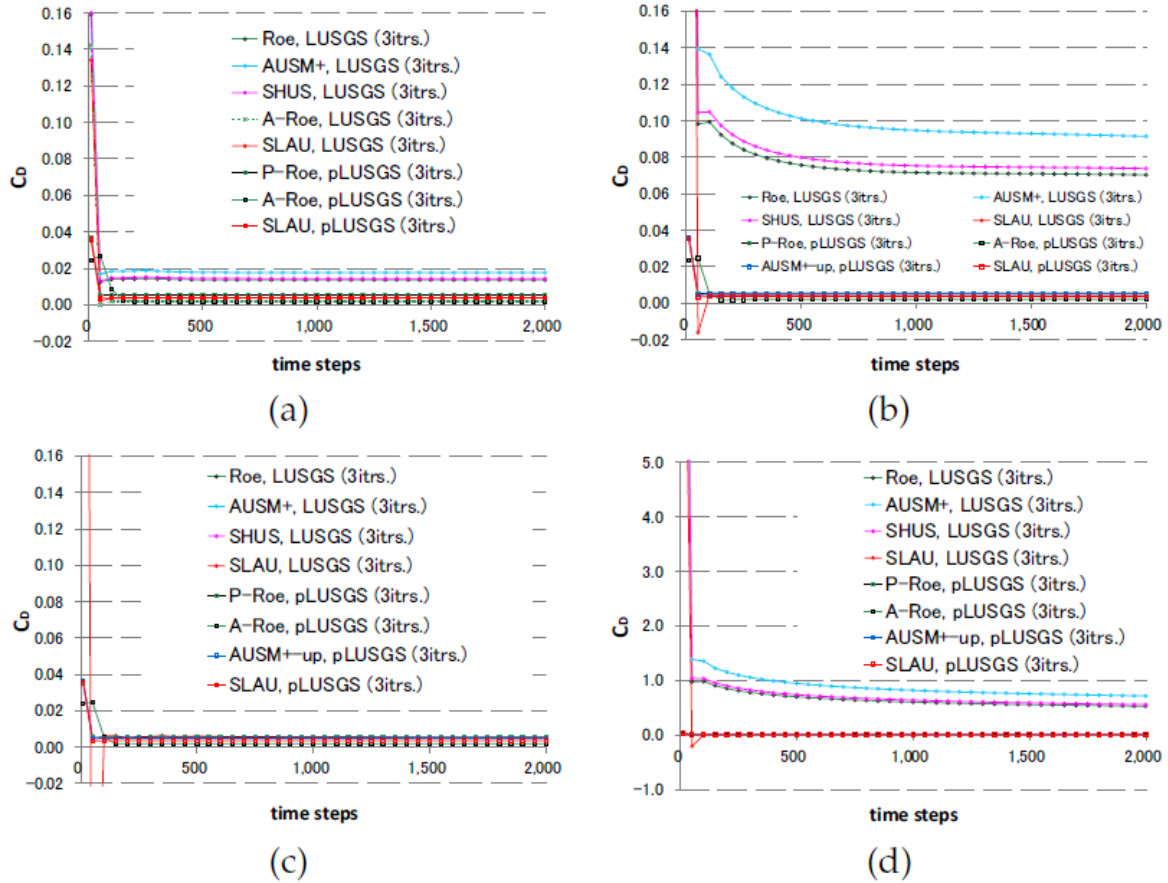 0.16
0.14
0.12
0.10
0.08
0.06
0.04
0.02
0.00
−0.02
C_D
0
500
1,000
1,500
2,000
time steps
Roe, LUSGS (3itrs.)
AUSM+, LUSGS (3itrs.)
SHUS, LUSGS (3itrs.)
A−Roe, LUSGS (3itrs.)
SLAU, LUSGS (3itrs.)
P−Roe, pLUSGS (3itrs.)
A−Roe, pLUSGS (3itrs.)
SLAU, pLUSGS (3itrs.)
(a)
0.16
0.14
0.12
0.10
0.08
0.06
0.04
0.02
0.00
−0.02
C_D
0
500
1,000
1,500
2,000
time steps
Roe, LUSGS (3itrs.)
AUSM+, LUSGS (3itrs.)
SHUS, LUSGS (3itrs.)
SLAU, LUSGS (3itrs.)
P−Roe, pLUSGS (3itrs.)
A−Roe, pLUSGS (3itrs.)
AUSM+−up, pLUSGS (3itrs.)
SLAU, pLUSGS (3itrs.)
(b)
0.16
0.14
0.12
0.10
0.08
0.06
0.04
0.02
0.00
−0.02
C_D
0
500
1,000
1,500
2,000
time steps
Roe, LUSGS (3itrs.)
AUSM+, LUSGS (3itrs.)
SHUS, LUSGS (3itrs.)
SLAU, LUSGS (3itrs.)
P−Roe, pLUSGS (3itrs.)
A−Roe, pLUSGS (3itrs.)
AUSM+−up, pLUSGS (3itrs.)
SLAU, pLUSGS (3itrs.)
(c)
5.0
4.0
3.0
2.0
1.0
0.0
−1.0
C_D
0
500
1,000
1,500
2,000
time steps
Roe, LUSGS (3itrs.)
AUSM+, LUSGS (3itrs.)
SHUS, LUSGS (3itrs.)
SLAU, LUSGS (3itrs.)
P−Roe, pLUSGS (3itrs.)
A−Roe, pLUSGS (3itrs.)
AUSM+−up, pLUSGS (3itrs.)
SLAU, pLUSGS (3itrs.)
(d)